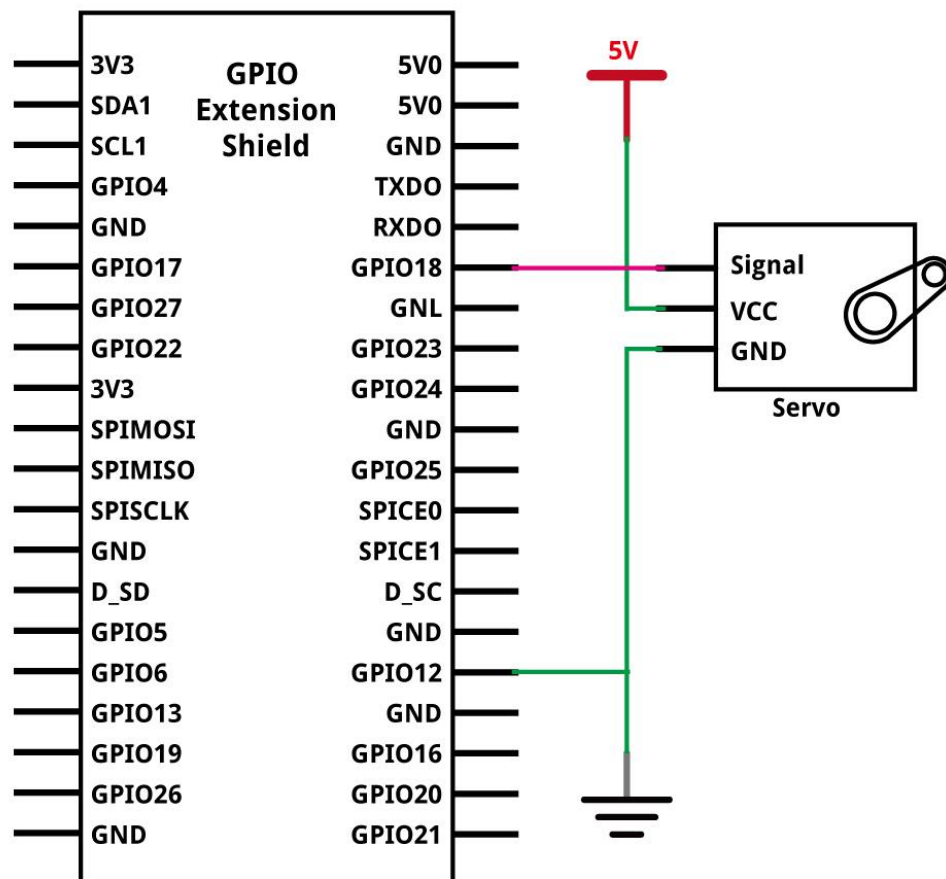 GPIO
Extension
Shield
3V3
SDA1
SCL1
GPIO4
GND
GPIO17
GPIO27
GPIO22
3V3
SPIMOSI
SPIMISO
SPISCLK
GND
D_SD
GPIO5
GPIO6
GPIO13
GPIO19
GPIO26
GND
5V0
5V0
GND
TXDO
RXDO
GPIO18
GNL
GPIO23
GPIO24
GND
GPIO25
SPICE0
SPICE1
D_SC
GND
GPIO12
GND
GPIO16
GPIO20
GPIO21
5V
Signal
VCC
GND
Servo